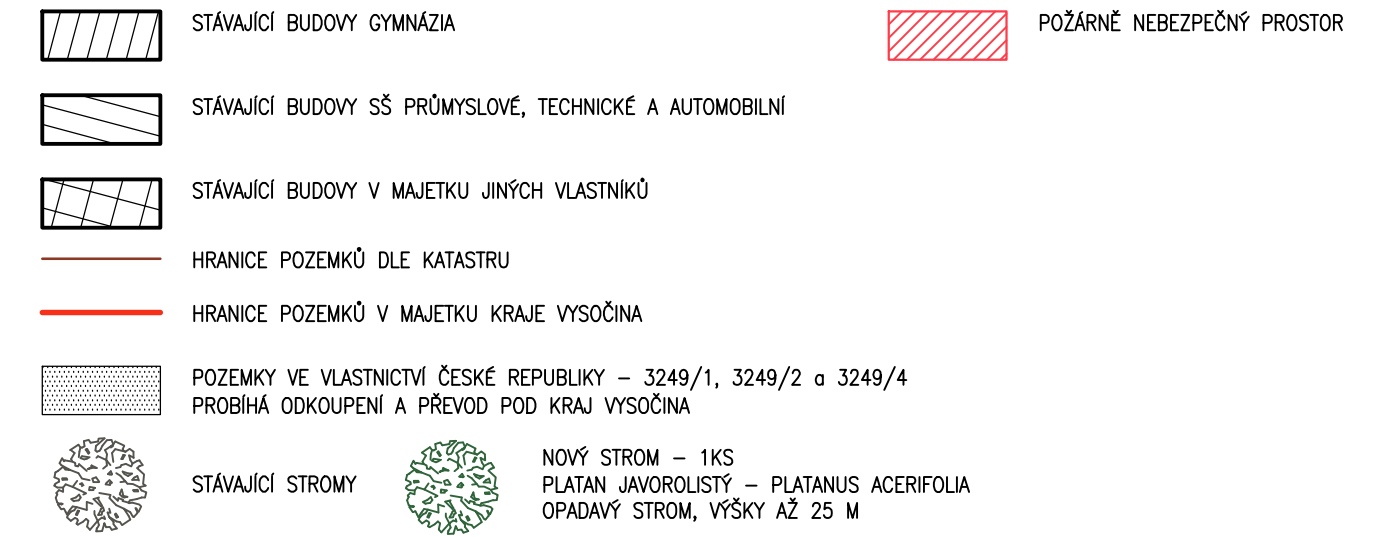 STÁVAJÍCÍ BUDOVY GYMNÁZIA
POŽÁRNĚ NEBEZPEČNÝ PROSTOR
STÁVAJÍCÍ BUDOVY SŠ PRŮMYSLOVÉ, TECHNICKÉ A AUTOMOBILNÍ
STÁVAJÍCÍ BUDOVY V MAJETKU JINÝCH VLASTNÍKŮ
HRANICE POZEMKŮ DLE KATASTRU
HRANICE POZEMKŮ V MAJETKU KRAJE VYSOČINA
POZEMKY VE VLASTNICTVÍ ČESKÉ REPUBLIKY – 3249/1, 3249/2 a 3249/4
PROBÍHÁ ODKOUPENÍ A PŘEVOD POD KRAJ VYSOČINA
STÁVAJÍCÍ STROMY
NOVÝ STROM – 1KS
PLATAN JAVOROLISTÝ – PLATANUS ACERIFOLIA
OPADAVÝ STROM, VÝŠKY AŽ 25 M